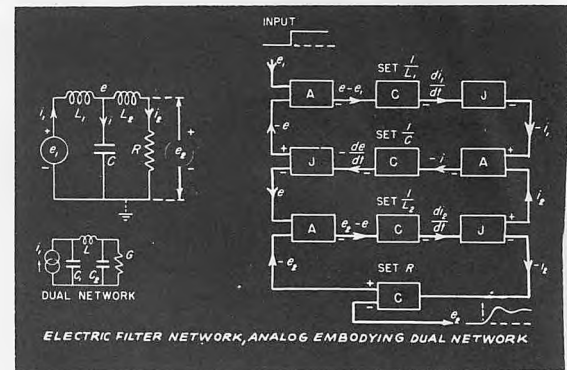 INPUT
e₁
A
e-e₁
SET 1/L₁
C
di₁/dt
J
-i₁
-e
J
-de/dt
SET 1/C
C
-i
A
e
i₂
A
e₂-e
SET 1/L₂
C
di₂/dt
J
-i₂
-e₂
SET R
C
e₂
i₁
L₁
e
L₂
i
i₂
e₁
C
R
e₂
i₁
L
C₁
C₂
G
DUAL NETWORK
ELECTRIC FILTER NETWORK, ANALOG EMBODYING DUAL NETWORK